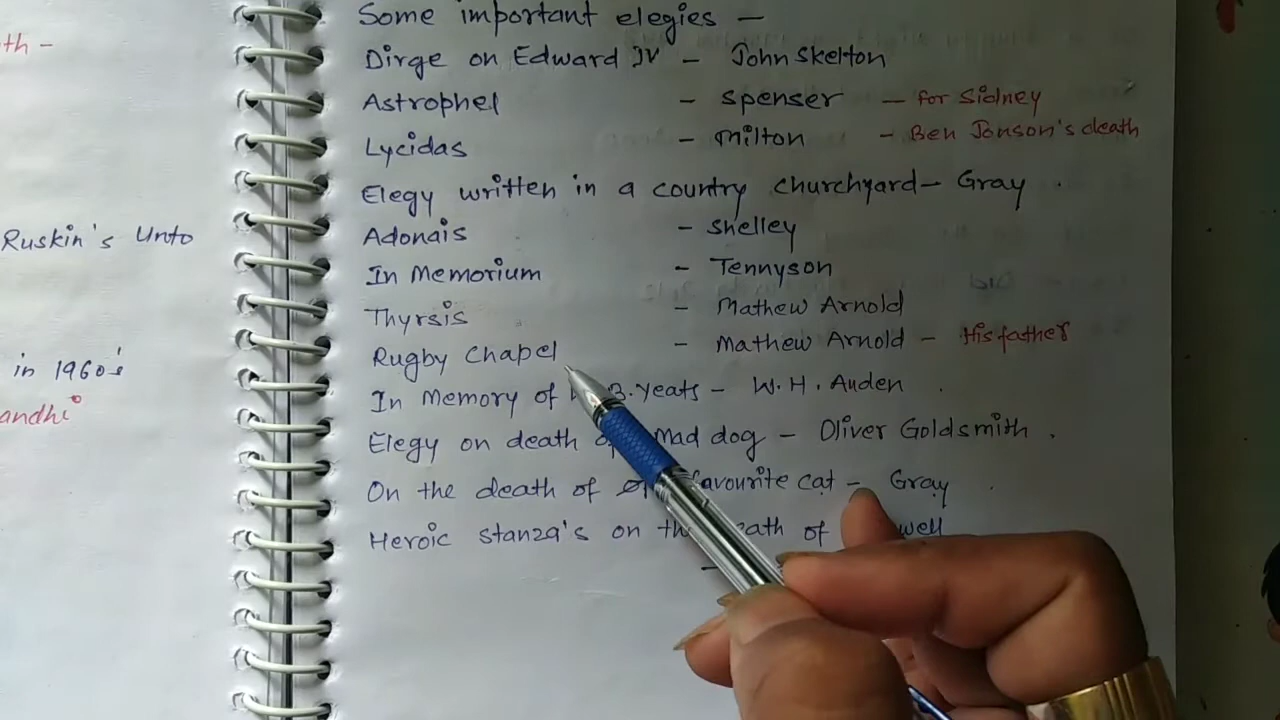 th -
Ruskin's Unto
in 1960's
andhi
Some important elegies —
Dirge on Edward IV - John Skelton
Astrophel - Spenser - for Sidney
Lycidas - Milton - Ben Jonson's death
Elegy written in a country churchyard - Gray .
Adonais - Shelley
In Memorium - Tennyson
Thyrsis - Mathew Arnold
Rugby Chapel - Mathew Arnold - His father
In Memory of B. Yeats - W. H. Auden .
Elegy on death mad dog - Oliver Goldsmith .
On the death of favourite cat - Gray .
Heroic stanza's on of well